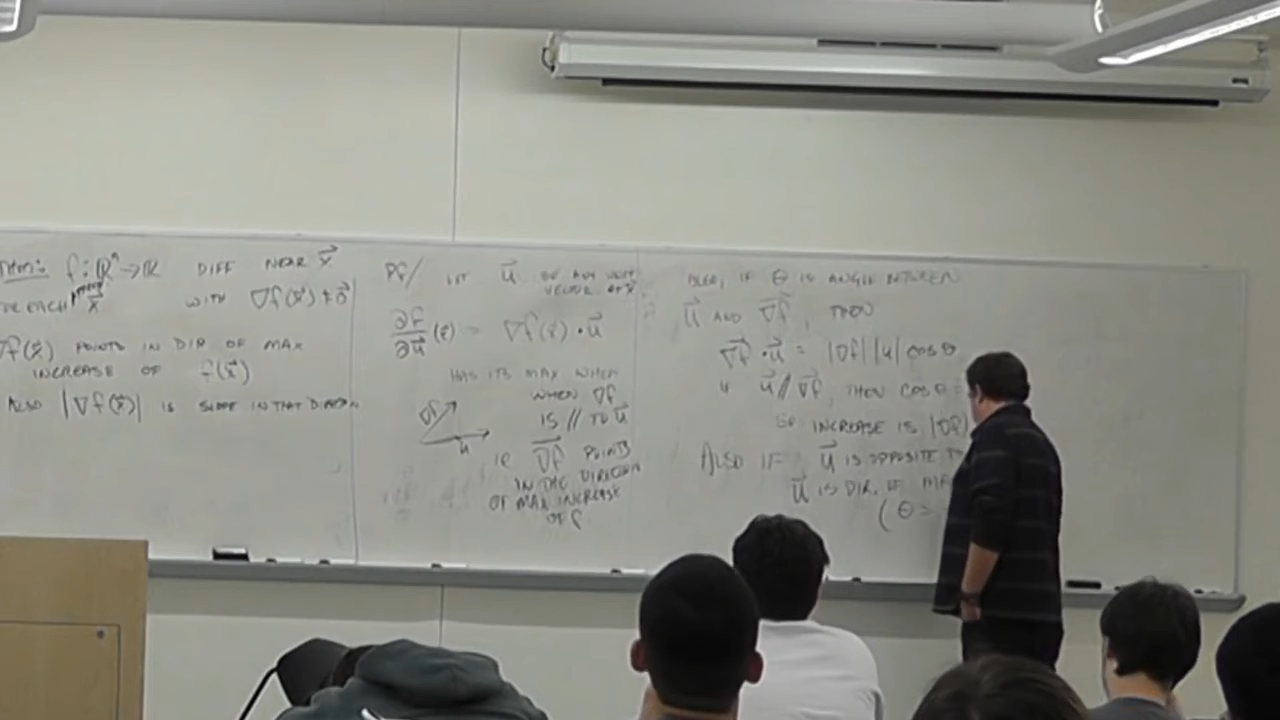 THM: f: ℝⁿ → ℝ DIFF NEAR x⃗
FOR EACH x⃗ WITH ∇f(x⃗) ≠ 0⃗
∇f(x⃗) POINTS IN DIR OF MAX
INCREASE OF f(x⃗)
ALSO |∇f(x⃗)| IS SLOPE IN THAT
PF/ LET u⃗ BE ANY UNIT
VECTOR
∂f/∂u⃗ (x⃗) = ∇f(x⃗) · u⃗
HAS ITS MAX WHEN
WHEN ∇f
IS // TO u⃗
∇f
u
IE ∇f POINTS
IN THE DIRECTION
OF MAX INCREASE
OF f
ALSO, IF θ IS ANGLE BETWEEN
u⃗ AND ∇f, THEN
∇f · u⃗ = |∇f| |u| cos θ
IF u⃗ // ∇f, THEN COS θ =
SO INCREASE IS |∇f|
ALSO IF u⃗ IS OPPOSITE TO
u⃗ IS DIR. OF
(θ =